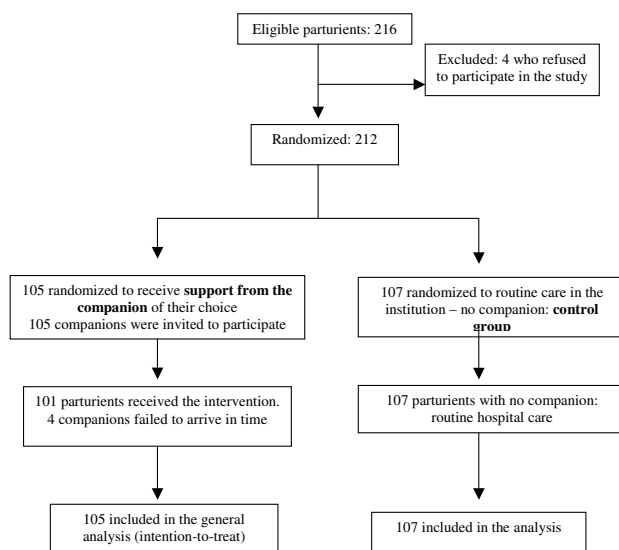 Eligible parturients: 216
Excluded: 4 who refused
to participate in the study
Randomized: 212
105 randomized to receive support from the
companion of their choice
105 companions were invited to participate
107 randomized to routine care in the
institution – no companion: control
group
101 parturients received the intervention.
4 companions failed to arrive in time
107 parturients with no companion:
routine hospital care
105 included in the general
analysis (intention-to-treat)
107 included in the analysis